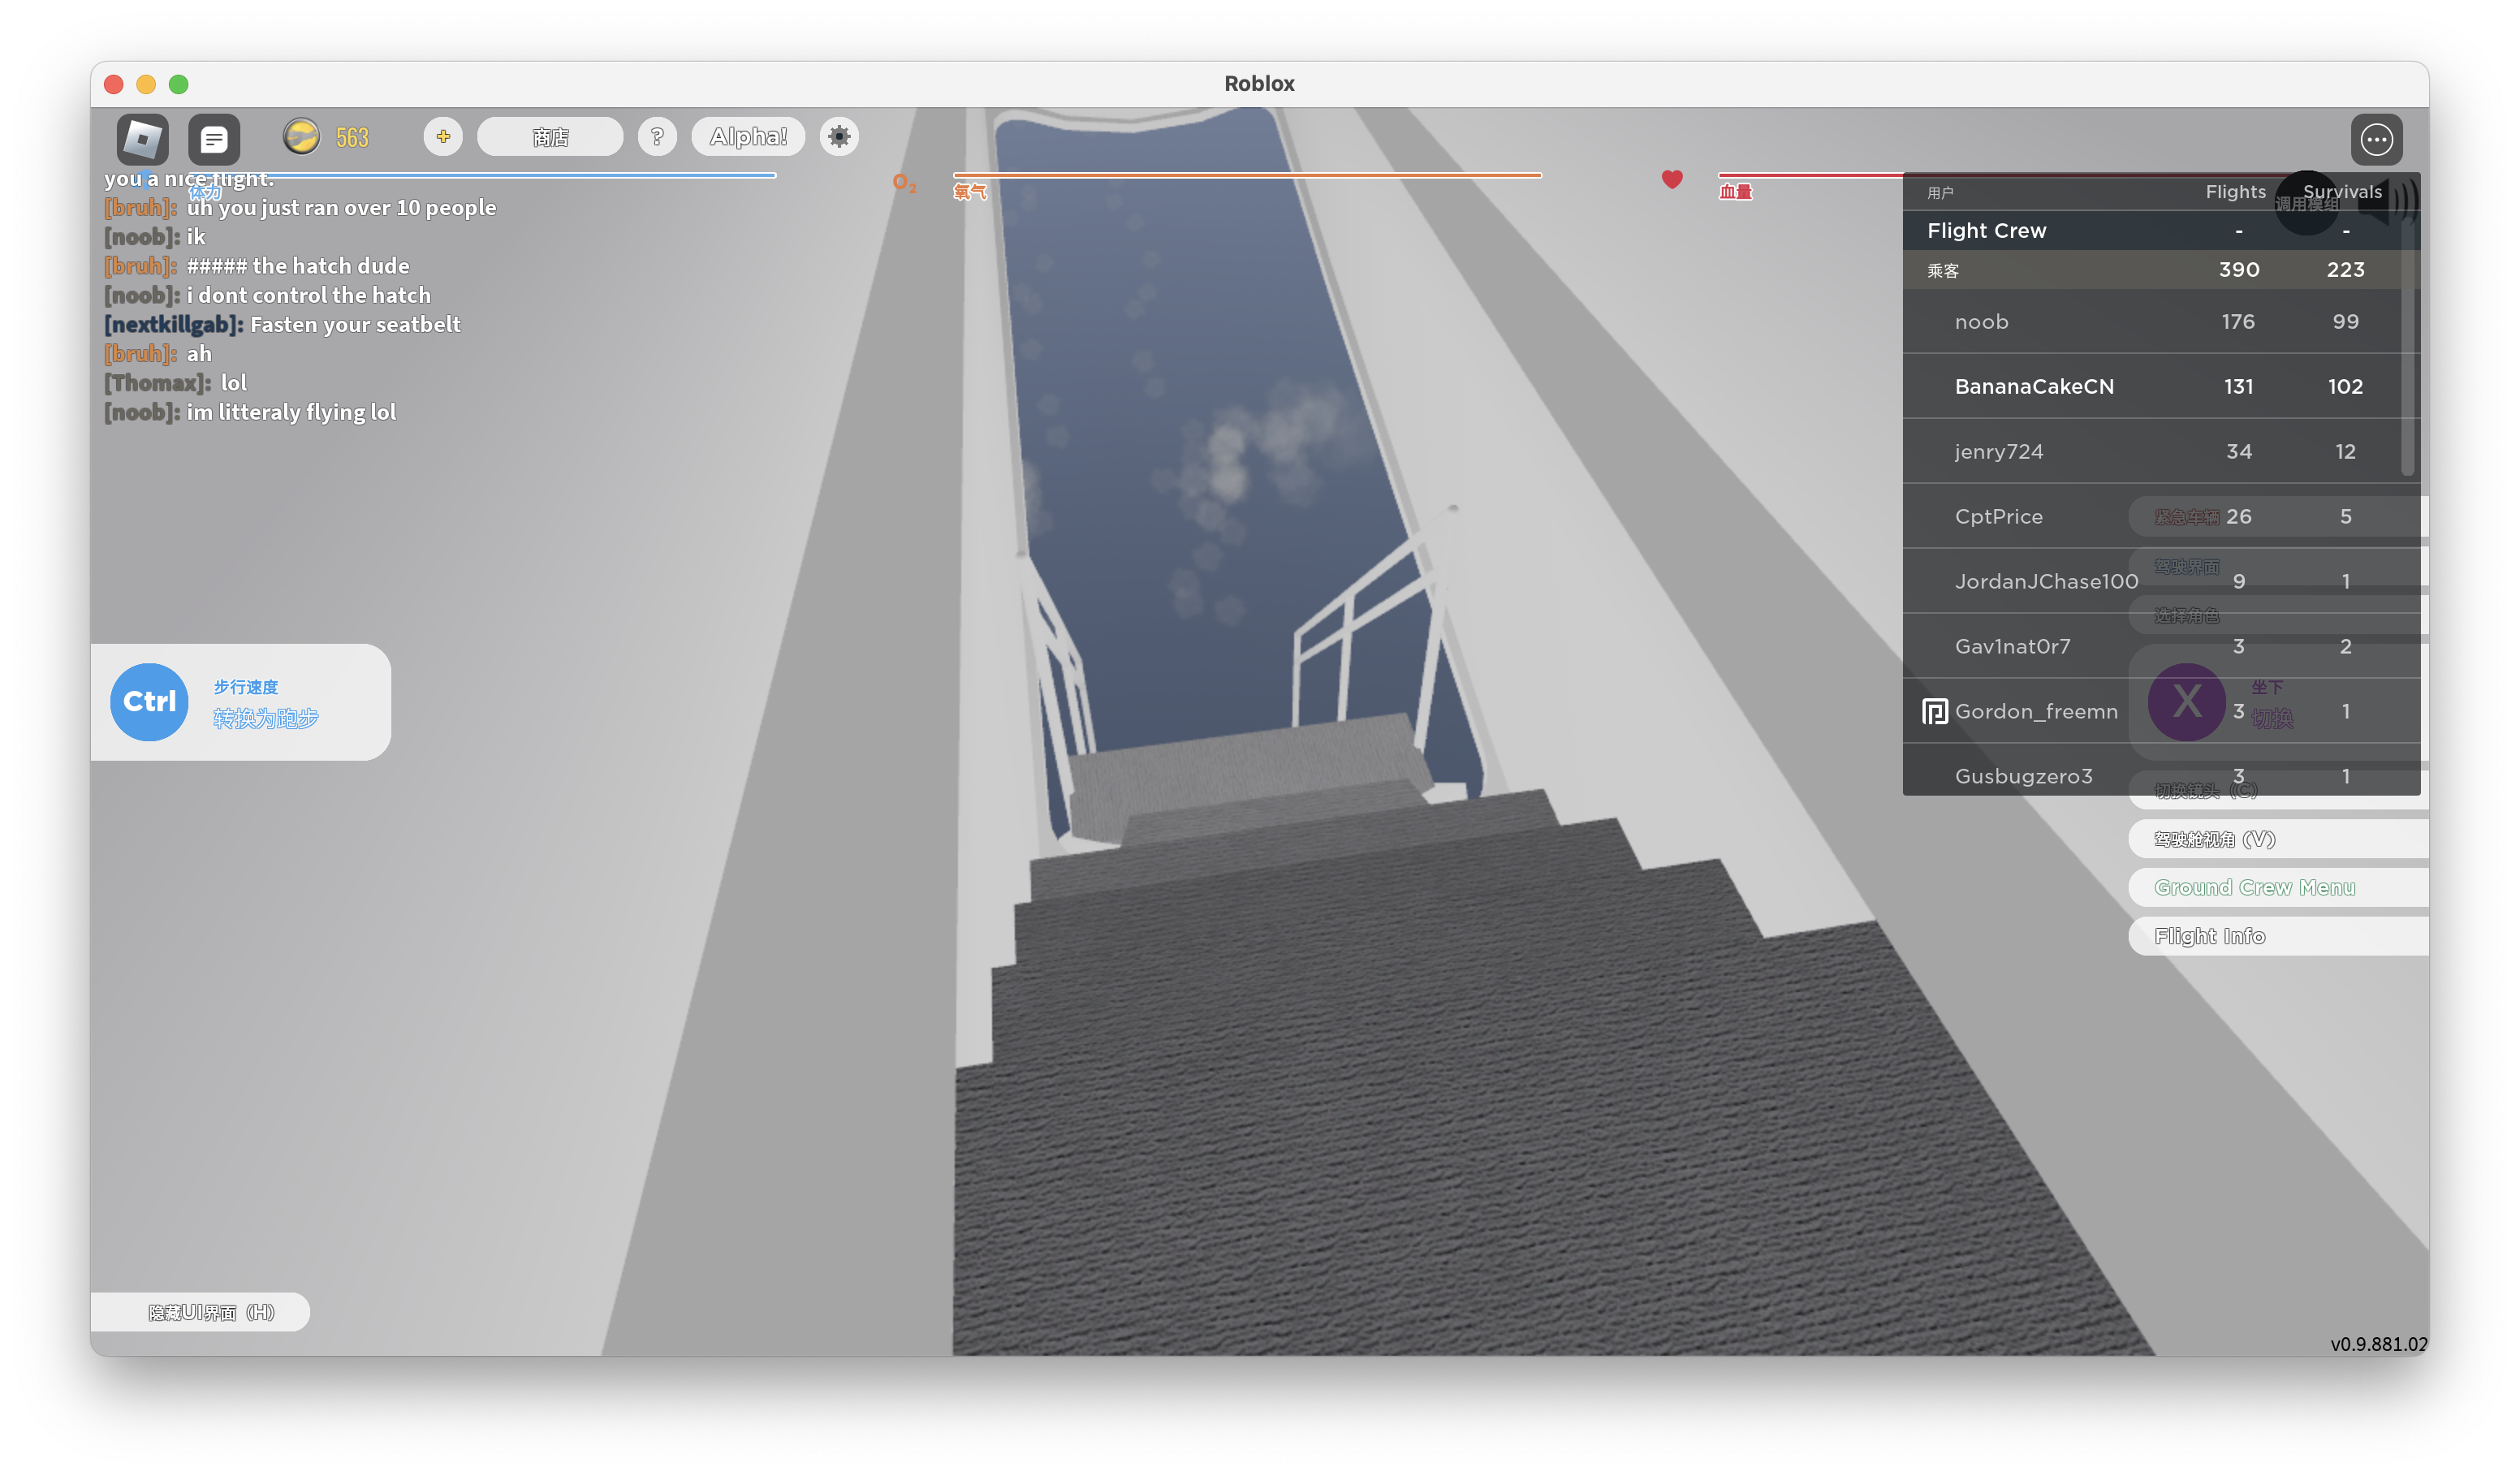 Roblox
563
+
商店
?
Alpha!
you a nice flight.
体力
O₂
氧气
血量
[bruh]: uh you just ran over 10 people
[noob]: ik
[bruh]: ##### the hatch dude
[noob]: i dont control the hatch
[nextkillgab]: Fasten your seatbelt
[bruh]: ah
[Thomax]: lol
[noob]: im litteraly flying lol
用户 Flights Survivals
调用模组
Flight Crew - -
乘客 390 223
noob 176 99
BananaCakeCN 131 102
jenry724 34 12
CptPrice 26 5
紧急车辆
JordanJChase100 9 1
驾驶界面
选择角色
Gav1nat0r7 3 2
Gordon_freemn 3 1
X
坐下
切换
Gusbugzero3 3 1
切换镜头 (C)
驾驶舱视角 (V)
Ground Crew Menu
Flight Info
Ctrl
步行速度
转换为跑步
隐藏UI界面 (H)
v0.9.881.02